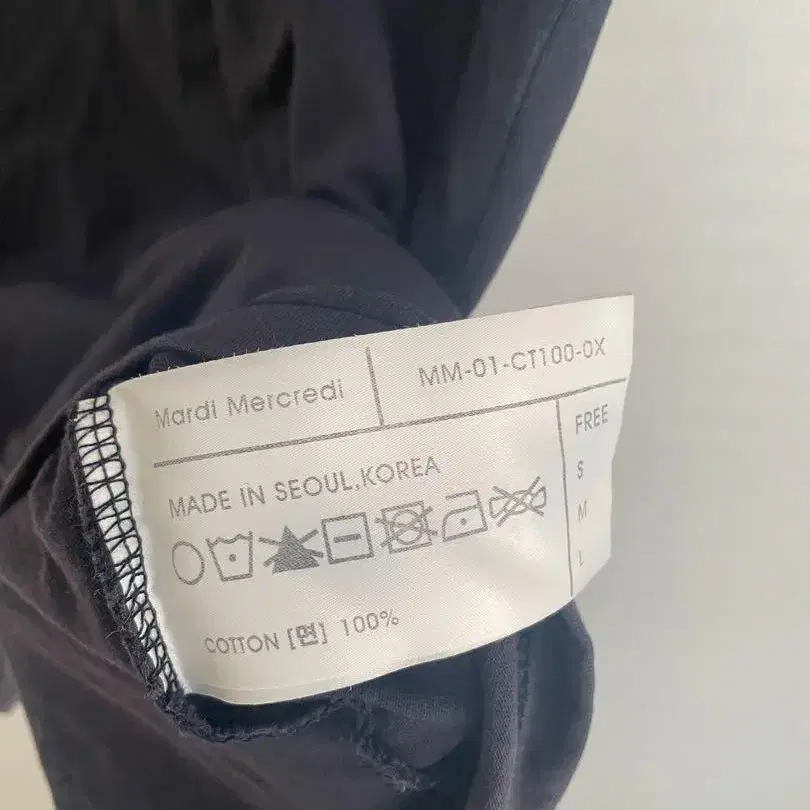 Mardi Mercredi
MM-01-CT100-0X
MADE IN SEOUL,KOREA
COTTON [면] 100%
FREE
S
M
L